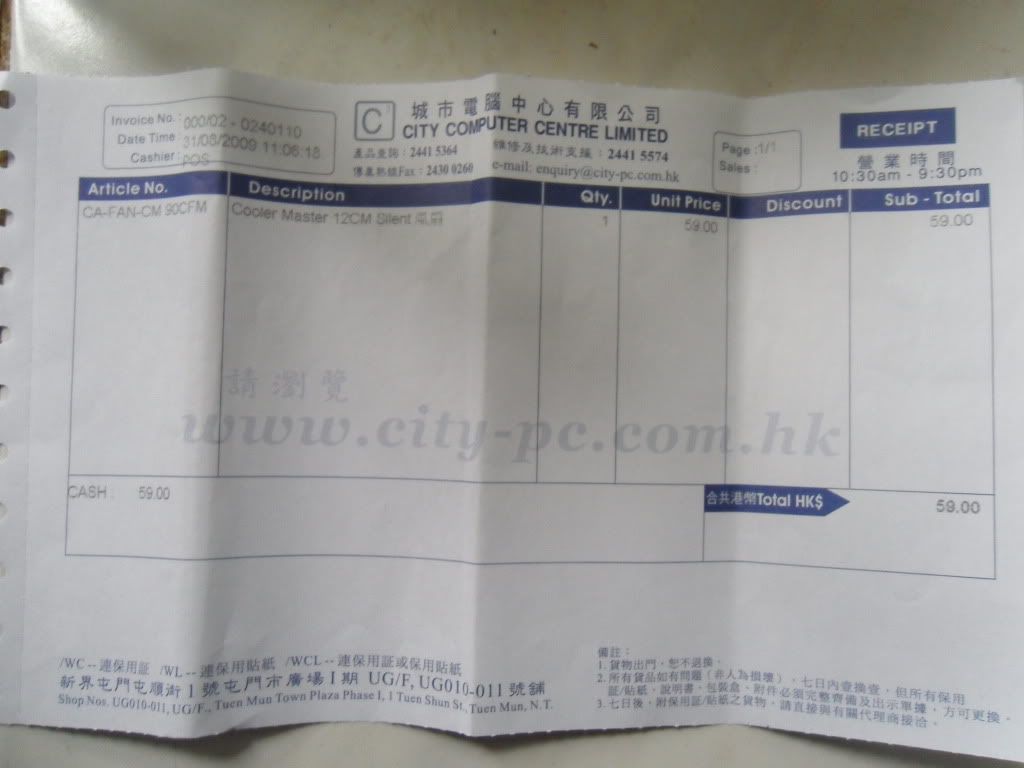 Invoice No.: 000/02 - 0240110
Date Time: 31/08/2009 11:06:18
Cashier: POS
C
城市電腦中心有限公司
CITY COMPUTER CENTRE LIMITED
產品查詢：2441 5364 維修及技術支援：2441 5574
傳真熱線Fax：2430 0260 e-mail: enquiry@city-pc.com.hk
Page :1/1
Sales :
RECEIPT
營業時間
10:30am - 9:30pm
Article No. Description Qty. Unit Price Discount Sub - Total
CA-FAN-CM 90CFM Cooler Master 12CM Silent 風扇 1 59.00 59.00
請瀏覽
www.city-pc.com.hk
CASH : 59.00 合共港幣Total HK$ 59.00
/WC -- 連保用証 /WL -- 連保用貼紙 /WCL -- 連保用証或保用貼紙
新界屯門屯順街1號屯門市廣場I期 UG/F, UG010-011號舖
Shop Nos. UG010-011, UG/F., Tuen Mun Town Plaza Phase I, 1 Tuen Shun St, Tuen Mun, N.T.
備註：
1. 貨物出門，恕不退換。
2. 所有貨品如有問題（非人為損壞），七日內壹換壹，但所有保用
証/貼紙、說明書、包裝盒、附件必須完整齊備及出示單據，方可更換。
3. 七日後，附保用証/貼紙之貨物，請直接與有關代理商接洽。